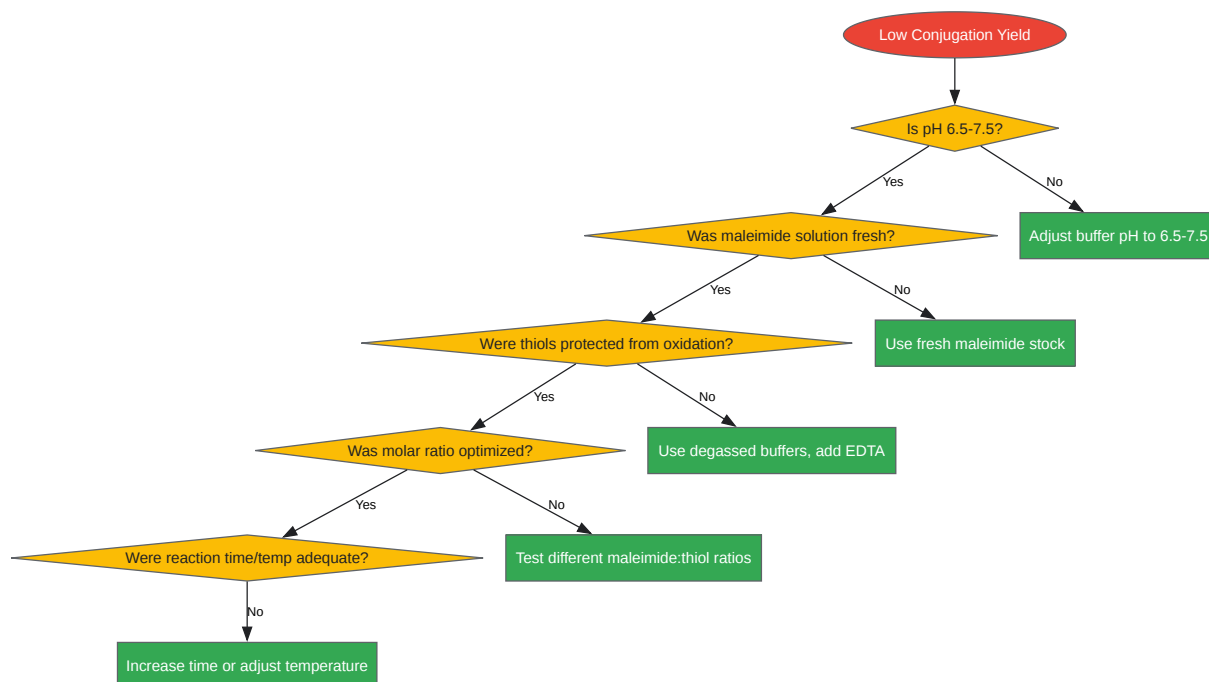 Low Conjugation Yield
Is pH 6.5-7.5?
Yes
No
Was maleimide solution fresh?
Adjust buffer pH to 6.5-7.5
Yes
No
Were thiols protected from oxidation?
Use fresh maleimide stock
Yes
No
Was molar ratio optimized?
Use degassed buffers, add EDTA
Yes
No
Were reaction time/temp adequate?
Test different maleimide:thiol ratios
No
Increase time or adjust temperature